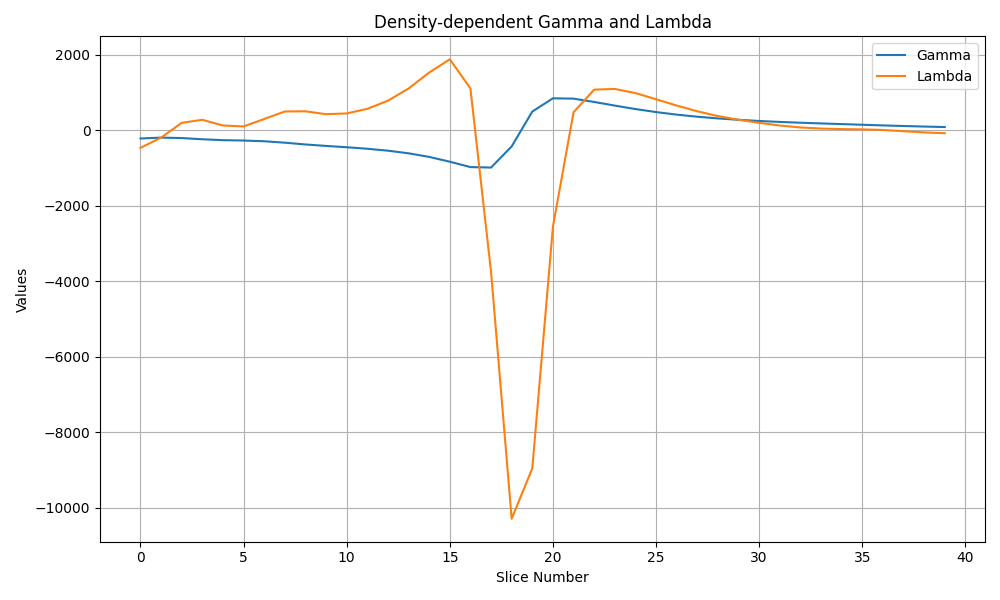 Density-dependent Gamma and Lambda
Gamma
Lambda
2000
0
−2000
−4000
−6000
−8000
−10000
Values
0 5 10 15 20 25 30 35 40
Slice Number